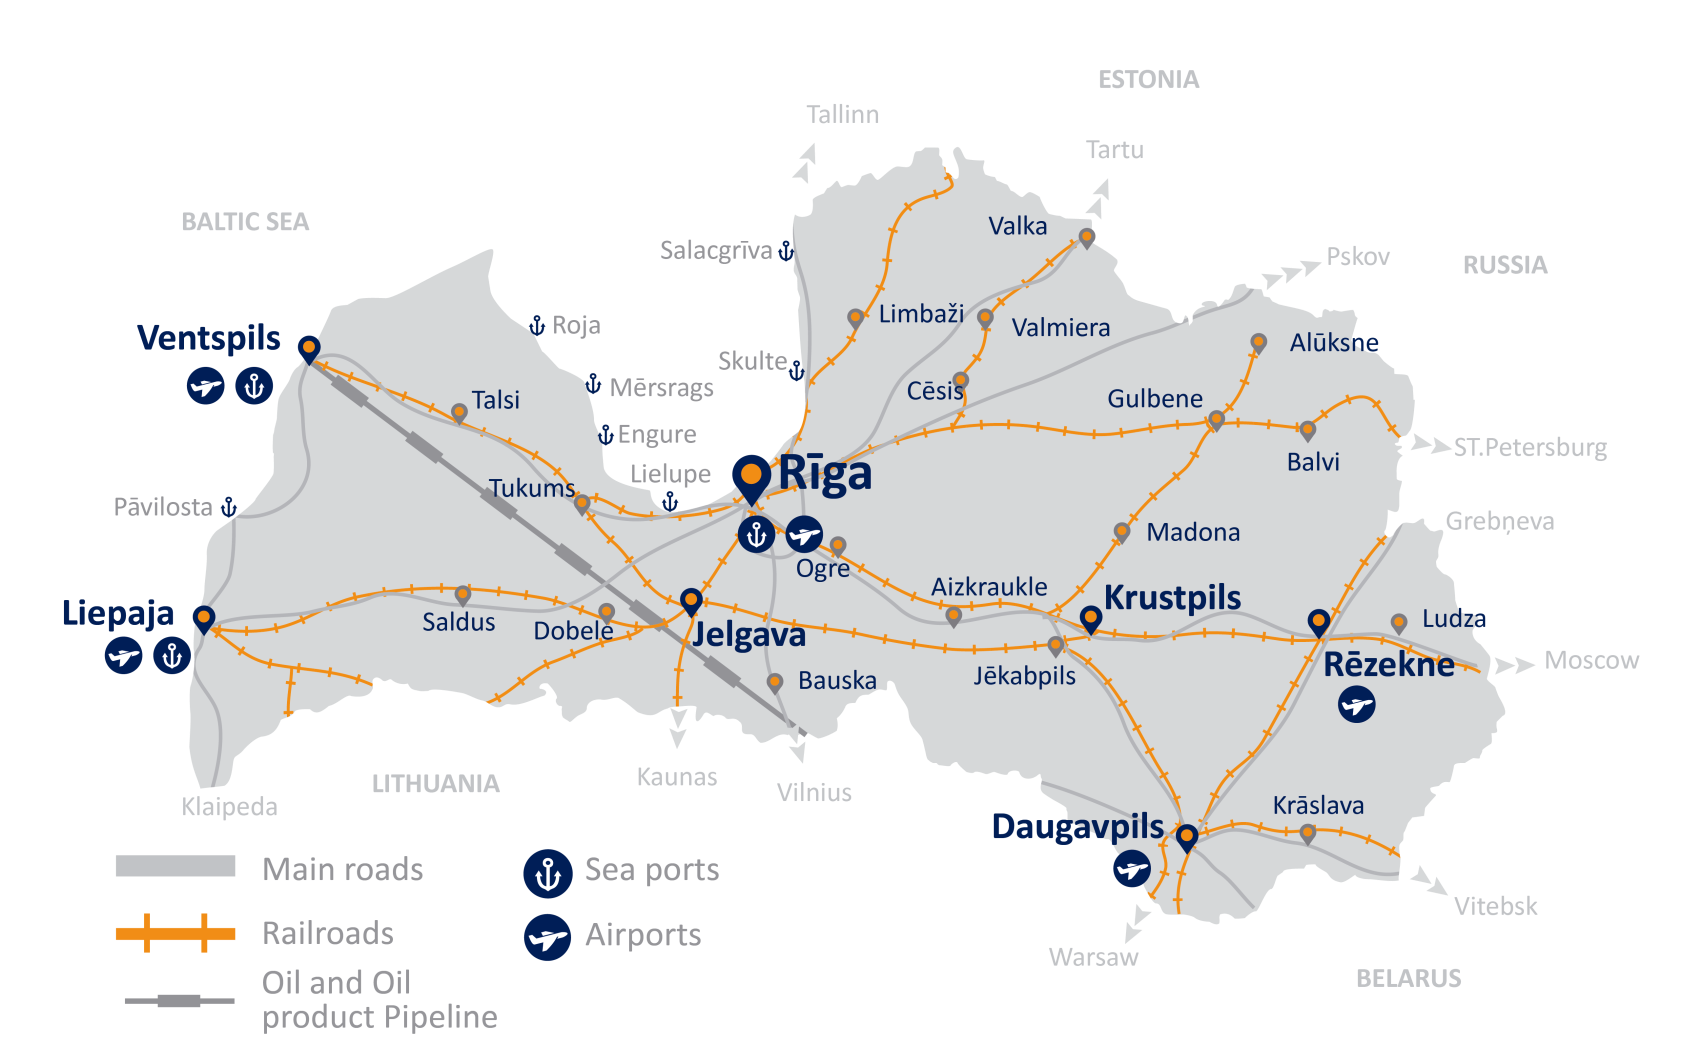 ESTONIA
Tallinn
Tartu
BALTIC SEA
Valka
Salacgrīva
Pskov
RUSSIA
Roja
Limbaži
Valmiera
Ventspils
Alūksne
Skulte
Mērsrags
Cēsis
Talsi
Gulbene
Engure
ST.Petersburg
Balvi
Lielupe
Rīga
Tukums
Pāvilosta
Grebņeva
Madona
Ogre
Aizkraukle
Krustpils
Liepaja
Saldus
Dobele
Jelgava
Ludza
Rēzekne
Moscow
Jēkabpils
Bauska
Kaunas
LITHUANIA
Vilnius
Klaipeda
Krāslava
Daugavpils
Vitebsk
Warsaw
BELARUS
Main roads
Sea ports
Railroads
Airports
Oil and Oil
product Pipeline